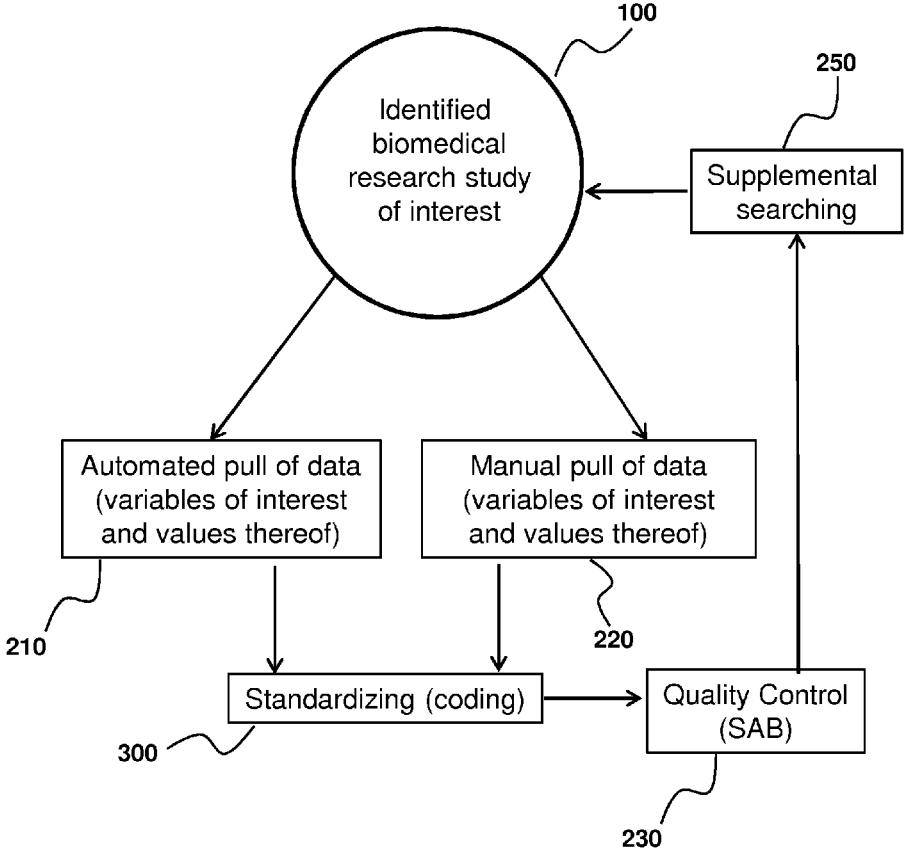 100
Identified
biomedical
research study
of interest
250
Supplemental
searching
Automated pull of data
(variables of interest
and values thereof)
Manual pull of data
(variables of interest
and values thereof)
210
220
Standardizing (coding)
300
Quality Control
(SAB)
230